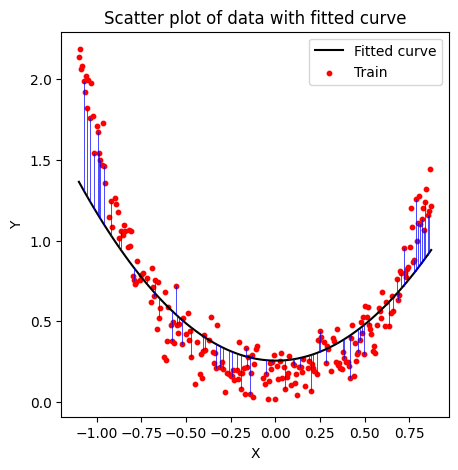 Scatter plot of data with fitted curve
Fitted curve
Train
Y
2.0
1.5
1.0
0.5
0.0
−1.00 −0.75 −0.50 −0.25 0.00 0.25 0.50 0.75
X